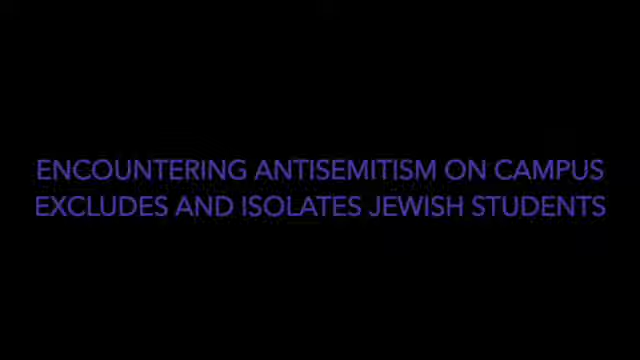 ENCOUNTERING ANTISEMITISM ON CAMPUS
EXCLUDES AND ISOLATES JEWISH STUDENTS